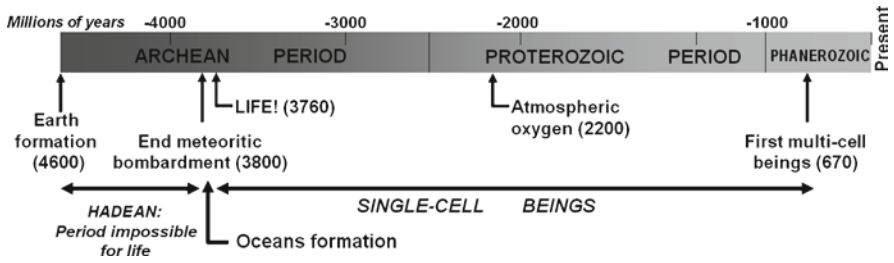 Millions of years -4000 -3000 -2000 -1000 Present
ARCHEAN PERIOD PROTEROZOIC PERIOD PHANEROZOIC
LIFE! (3760)
Earth
formation
(4600)
End meteoritic
bombardment (3800)
Atmospheric
oxygen (2200)
First multi-cell
beings (670)
HADEAN:
Period impossible
for life
SINGLE-CELL BEINGS
Oceans formation